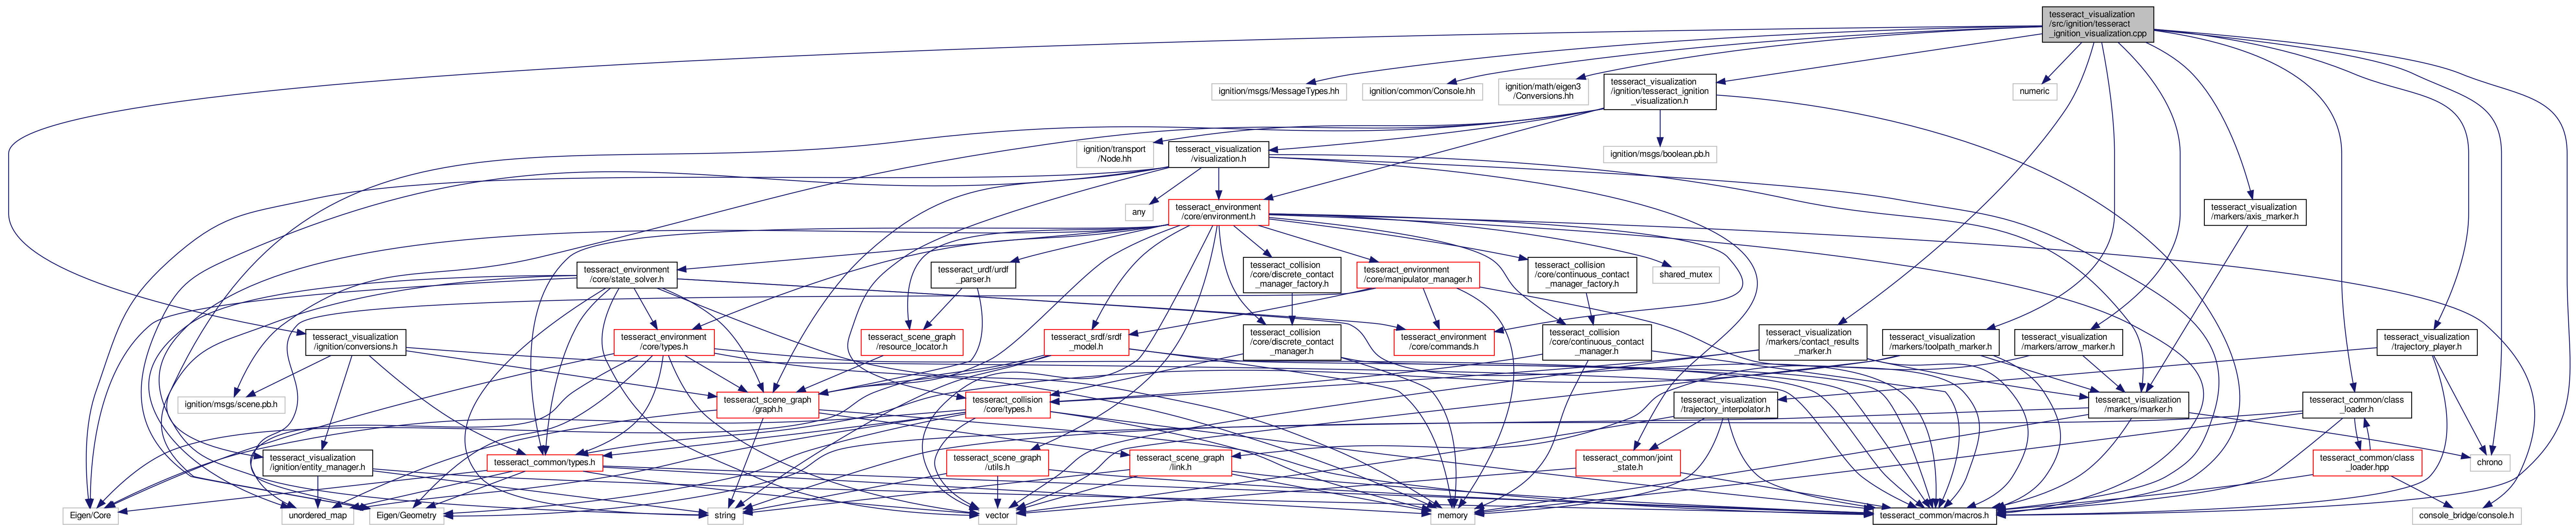 tesseract_visualization
/src/ignition/tesseract
_ignition_visualization.cpp
ignition/msgs/MessageTypes.hh
ignition/common/Console.hh
ignition/math/eigen3
/Conversions.hh
tesseract_visualization
/ignition/tesseract_ignition
_visualization.h
numeric
ignition/transport
/Node.hh
tesseract_visualization
/visualization.h
ignition/msgs/boolean.pb.h
any
tesseract_environment
/core/environment.h
tesseract_visualization
/markers/axis_marker.h
tesseract_environment
/core/state_solver.h
tesseract_urdf/urdf
_parser.h
tesseract_collision
/core/discrete_contact
_manager_factory.h
tesseract_environment
/core/manipulator_manager.h
tesseract_collision
/core/continuous_contact
_manager_factory.h
shared_mutex
tesseract_visualization
/ignition/conversions.h
tesseract_environment
/core/types.h
tesseract_scene_graph
/resource_locator.h
tesseract_srdf/srdf
_model.h
tesseract_collision
/core/discrete_contact
_manager.h
tesseract_environment
/core/commands.h
tesseract_collision
/core/continuous_contact
_manager.h
tesseract_visualization
/markers/contact_results
_marker.h
tesseract_visualization
/markers/toolpath_marker.h
tesseract_visualization
/markers/arrow_marker.h
tesseract_visualization
/trajectory_player.h
ignition/msgs/scene.pb.h
tesseract_scene_graph
/graph.h
tesseract_collision
/core/types.h
tesseract_visualization
/trajectory_interpolator.h
tesseract_visualization
/markers/marker.h
tesseract_common/class
_loader.h
tesseract_visualization
/ignition/entity_manager.h
tesseract_common/types.h
tesseract_scene_graph
/utils.h
tesseract_scene_graph
/link.h
tesseract_common/joint
_state.h
chrono
tesseract_common/class
_loader.hpp
Eigen/Core
unordered_map
Eigen/Geometry
string
vector
memory
tesseract_common/macros.h
console_bridge/console.h